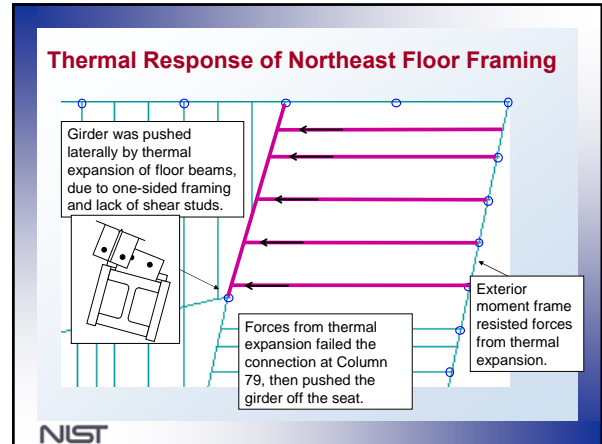 Thermal Response of Northeast Floor Framing
Girder was pushed
laterally by thermal
expansion of floor beams,
due to one-sided framing
and lack of shear studs.
Forces from thermal
expansion failed the
connection at Column
79, then pushed the
girder off the seat.
Exterior
moment frame
resisted forces
from thermal
expansion.
NIST